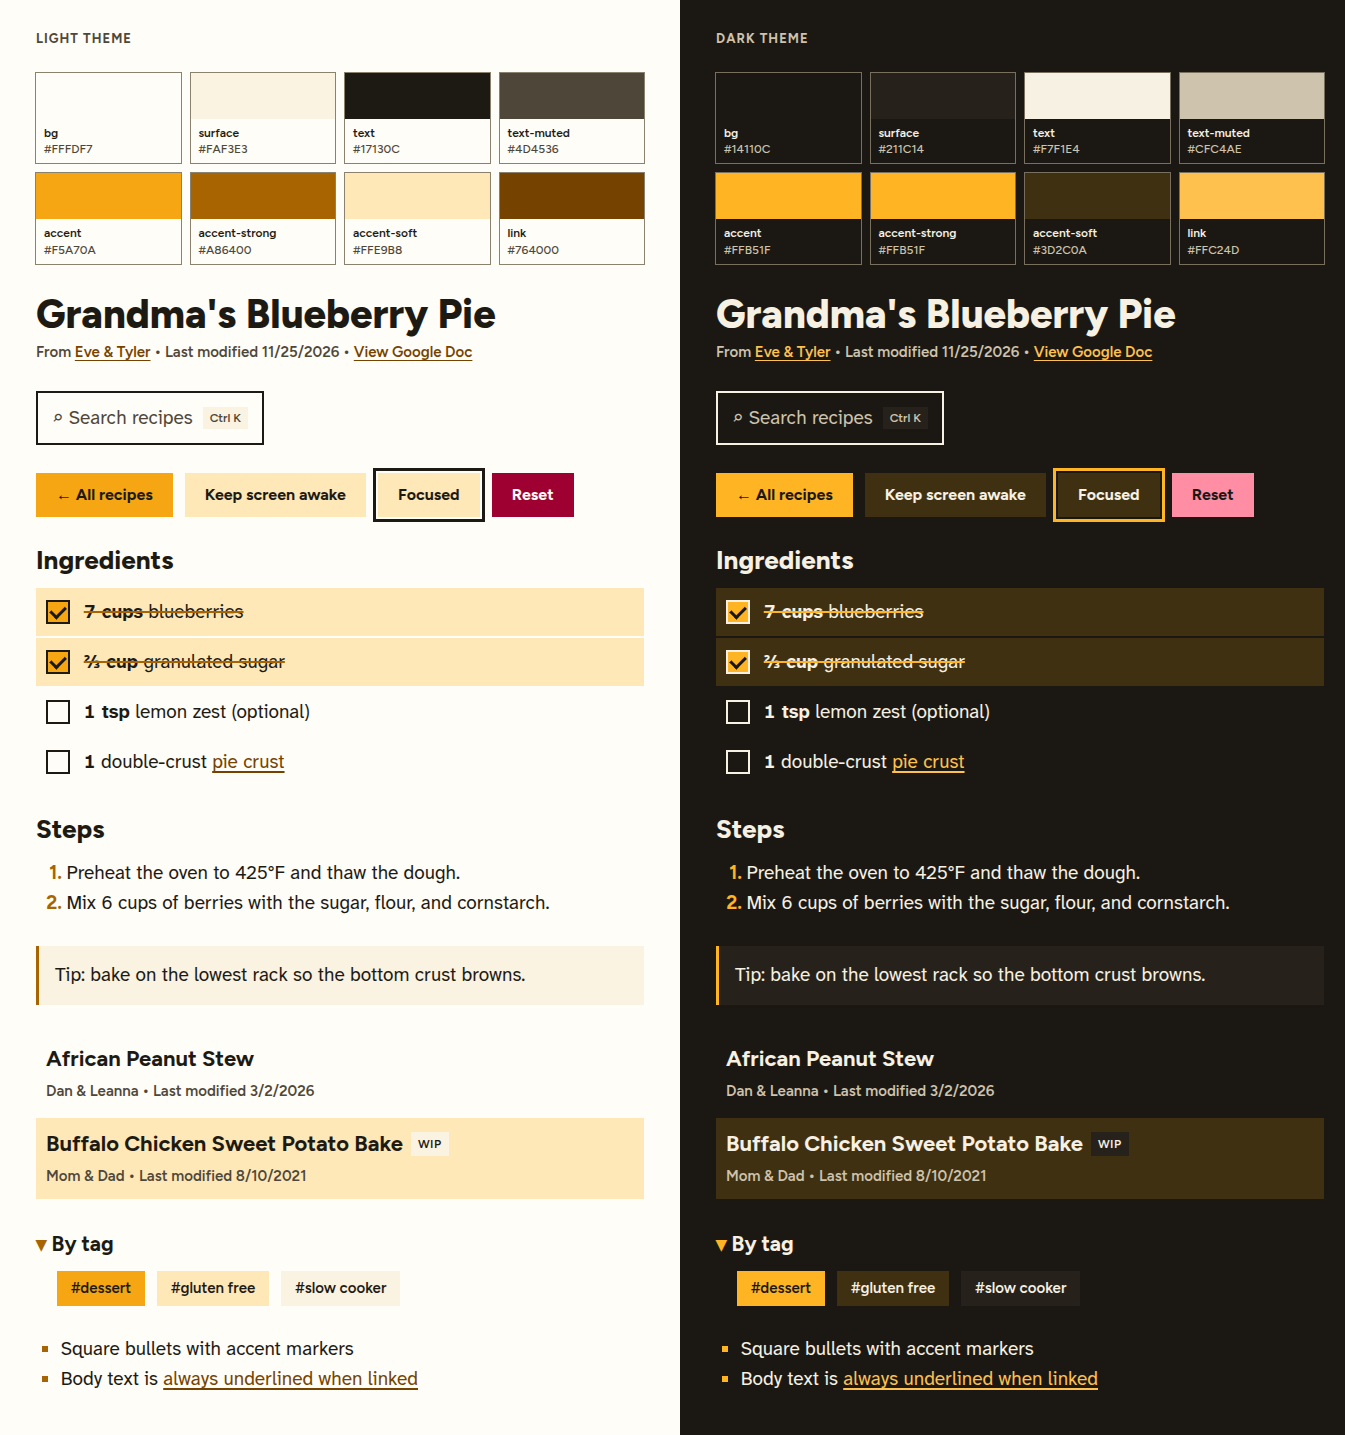 LIGHT THEME
bg
#FFFDF7
surface
#FAF3E3
text
#17130C
text-muted
#4D4536
accent
#F5A70A
accent-strong
#A86400
accent-soft
#FFE9B8
link
#764000
Grandma's Blueberry Pie
From Eve & Tyler • Last modified 11/25/2026 • View Google Doc
⌕ Search recipes Ctrl K
← All recipes
Keep screen awake
Focused
Reset
Ingredients
7 cups blueberries
⅔ cup granulated sugar
1 tsp lemon zest (optional)
1 double-crust pie crust
Steps
1. Preheat the oven to 425°F and thaw the dough.
2. Mix 6 cups of berries with the sugar, flour, and cornstarch.
Tip: bake on the lowest rack so the bottom crust browns.
African Peanut Stew
Dan & Leanna • Last modified 3/2/2026
Buffalo Chicken Sweet Potato Bake WIP
Mom & Dad • Last modified 8/10/2021
▼ By tag
#dessert
#gluten free
#slow cooker
Square bullets with accent markers
Body text is always underlined when linked
DARK THEME
bg
#14110C
surface
#211C14
text
#F7F1E4
text-muted
#CFC4AE
accent
#FFB51F
accent-strong
#FFB51F
accent-soft
#3D2C0A
link
#FFC24D
Grandma's Blueberry Pie
From Eve & Tyler • Last modified 11/25/2026 • View Google Doc
⌕ Search recipes Ctrl K
← All recipes
Keep screen awake
Focused
Reset
Ingredients
7 cups blueberries
⅔ cup granulated sugar
1 tsp lemon zest (optional)
1 double-crust pie crust
Steps
1. Preheat the oven to 425°F and thaw the dough.
2. Mix 6 cups of berries with the sugar, flour, and cornstarch.
Tip: bake on the lowest rack so the bottom crust browns.
African Peanut Stew
Dan & Leanna • Last modified 3/2/2026
Buffalo Chicken Sweet Potato Bake WIP
Mom & Dad • Last modified 8/10/2021
▼ By tag
#dessert
#gluten free
#slow cooker
Square bullets with accent markers
Body text is always underlined when linked